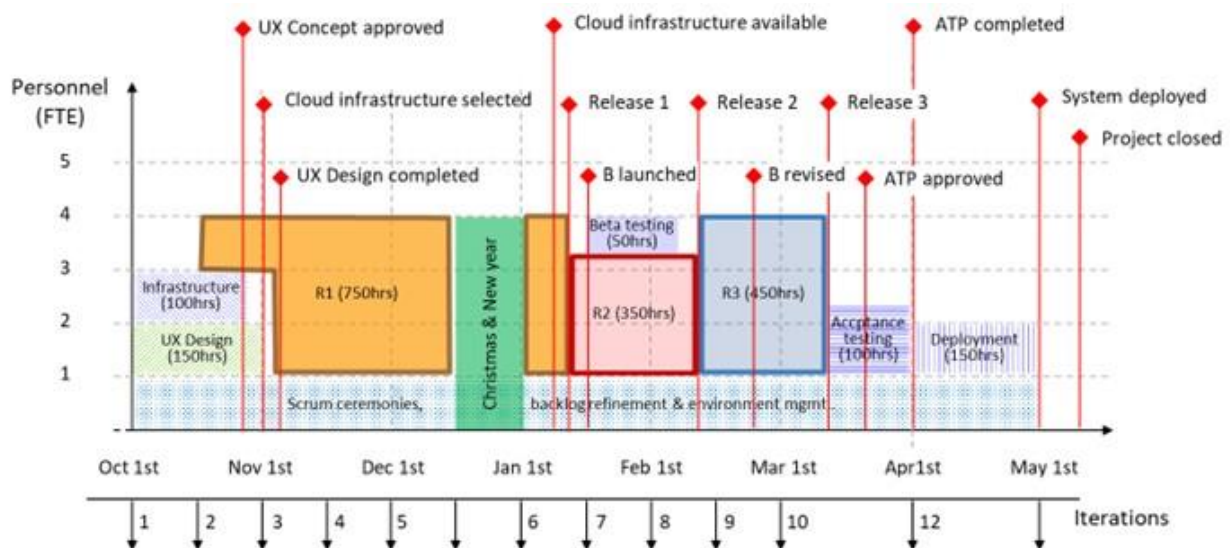 UX Concept approved
Cloud infrastructure available
ATP completed
Personnel
(FTE)
Cloud infrastructure selected
Release 1
Release 2
Release 3
System deployed
Project closed
5
UX Design completed
B launched
B revised
ATP approved
4
Beta testing
(50hrs)
3
Infrastructure
(100hrs)
R1 (750hrs)
Christmas & New year
R2 (350hrs)
R3 (450hrs)
2
UX Design
(150hrs)
Accptance
testing
(100hrs)
Deployment
(150hrs)
1
Scrum ceremonies,
backlog refinement & environment mgmt..
-
Oct 1st
Nov 1st
Dec 1st
Jan 1st
Feb 1st
Mar 1st
Apr1st
May 1st
1
2
3
4
5
6
7
8
9
10
12
Iterations